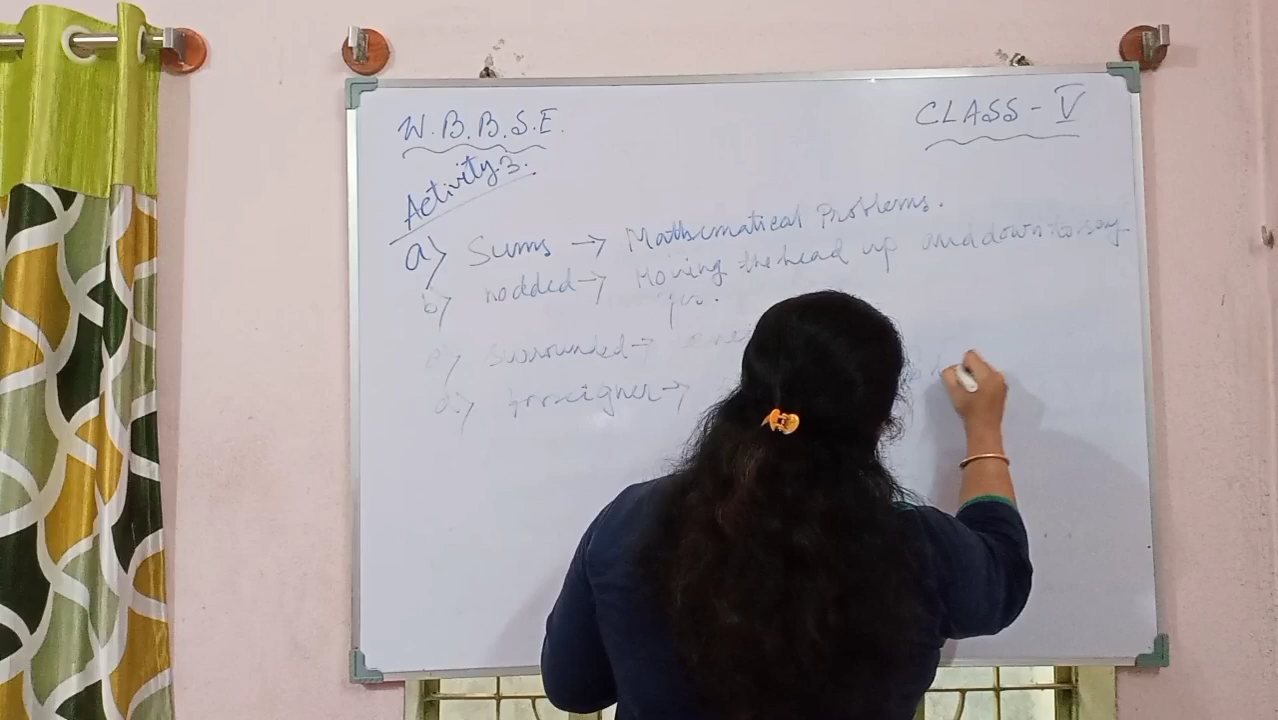 W.B.B.S.E.
CLASS - V
Activity 3.
a) Sums → Mathematical Problems.
b) nodded → Moving the head up and down to say
yes.
c) surrounded →
d) foreigner →